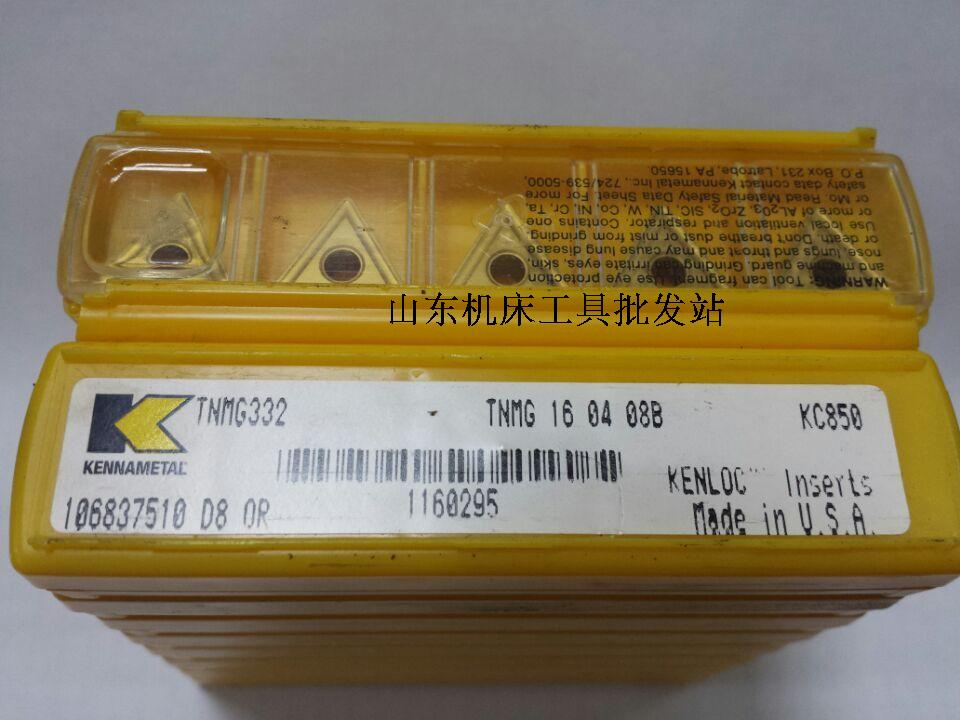 WARNING: Tool can fragment. Use eye protection
and machine guard. Grinding can irritate eyes, skin,
nose, lungs and throat and may cause lung disease
or death. Don't breathe dust or mist from grinding
Use local ventilation and respirator. Contains one
or more of AL₂0₃, ZrO₂, SIC, TIN, W, Co, Ni, Cr, Ta,
or Mo. Read Material Safety Data Sheet. For more
safety data contact Kennametal Inc., 724/539-5000,
P.O. Box 231, Latrobe, PA 15650.
山东机床工具批发站
TNMG332 TNMG 16 04 08B KC850
KENNAMETAL
KENLOC™ Inserts
106837510 D8 OR 1160295 Made in U.S.A.